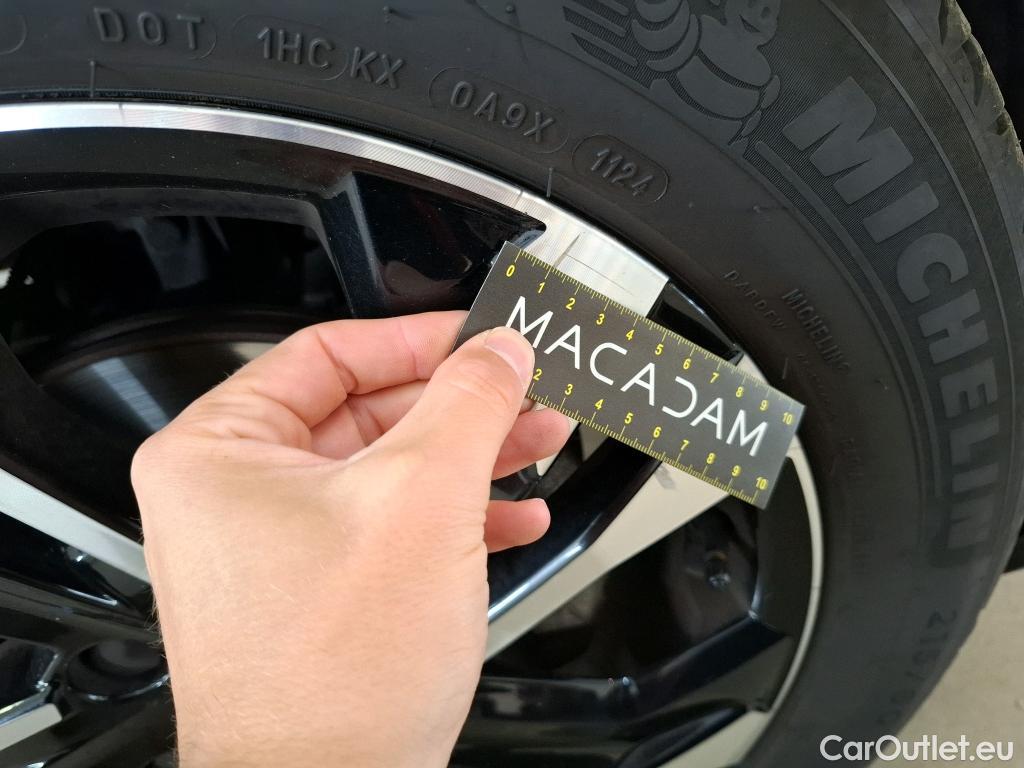 DOT 1HC KX 0A9X 1124
MICHELIN
MICHELIN
0 1 2 3 4 5 6 7 8 9 10
MACADAM
2 3 4 5 6 7 8 9 10
CarOutlet.eu